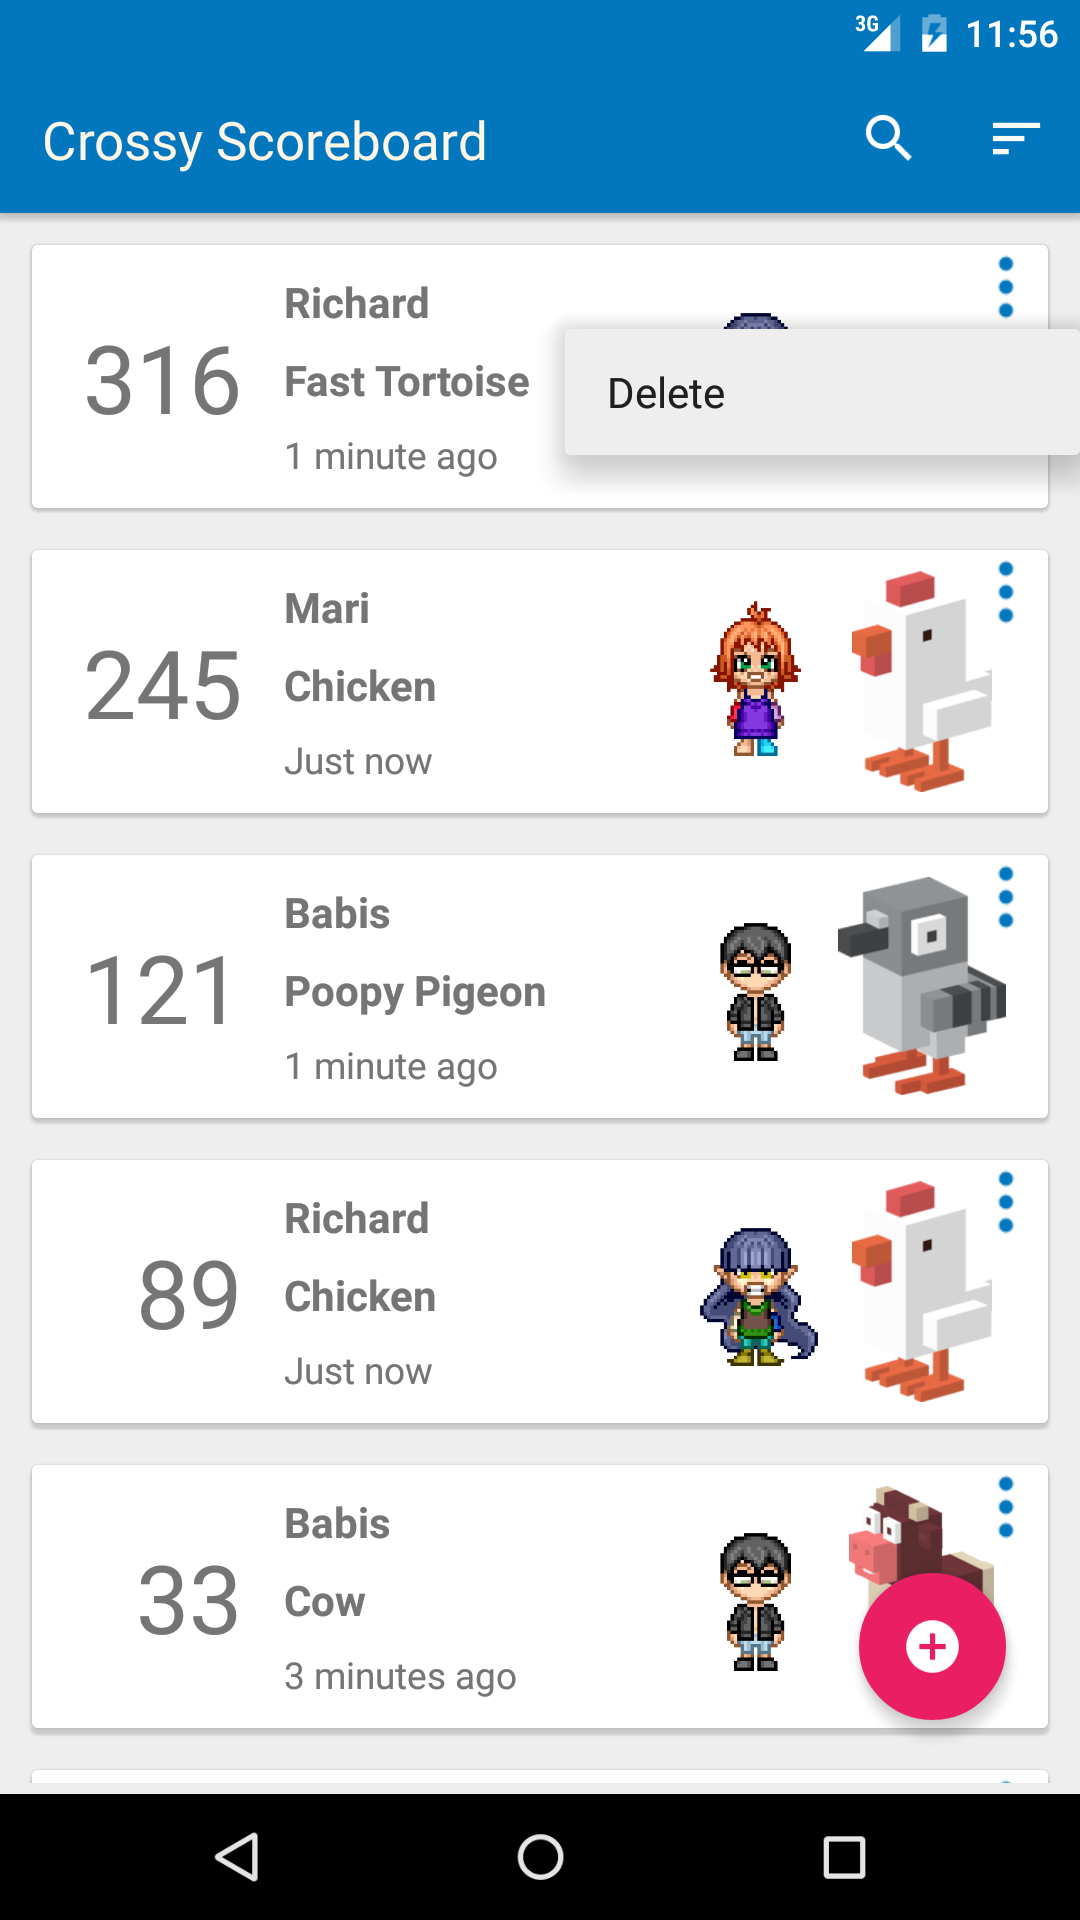 3G 11:56
Crossy Scoreboard
316
Richard
Fast Tortoise
1 minute ago
Delete
245
Mari
Chicken
Just now
121
Babis
Poopy Pigeon
1 minute ago
89
Richard
Chicken
Just now
33
Babis
Cow
3 minutes ago